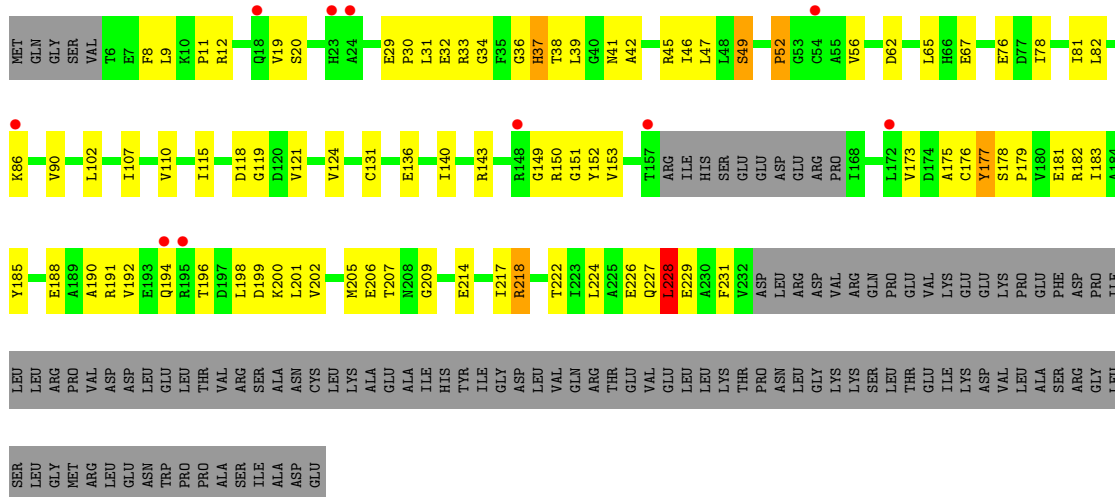 MET GLN GLY SER VAL T6 E7 F8 L9 K10 P11 R12 Q18 V19 S20 H23 A24 E29 P30 L31 E32 R33 G34 F35 G36 H37 T38 L39 G40 N41 A42 R45 I46 L47 L48 S49 P52 G53 C54 A55 V56 D62 L65 H66 E67 E76 D77 I78 I81 L82
K86 V90 L102 I107 V110 I115 D118 G119 D120 V121 V124 C131 E136 I140 R143 R148 G149 R150 G151 Y152 V153 T157 ARG ILE HIS SER GLU GLU ASP GLU ARG PRO I168 L172 V173 D174 A175 C176 Y177 S178 P179 V180 E181 R182 I183 A184
Y185 E188 A189 A190 R191 V192 E193 Q194 R195 T196 D197 L198 D199 K200 L201 V202 M205 E206 T207 N208 G209 E214 I217 R218 T222 I223 L224 A225 E226 Q227 L228 E229 A230 F231 V232 ASP LEU ARG ASP VAL ARG GLN PRO GLU VAL LYS GLU GLU LYS PRO GLU PHE ASP PRO ILE
LEU LEU ARG PRO VAL ASP ASP LEU GLU LEU THR VAL ARG SER ALA ASN CYS LEU LYS ALA GLU ALA ILE HIS TYR ILE GLY ASP LEU VAL GLN ARG THR GLU VAL GLU LEU LEU LYS THR PRO ASN LEU GLY LYS LYS SER LEU THR GLU ILE LYS ASP VAL LEU ALA SER ARG GLY LEU
SER LEU GLY MET ARG LEU GLU ASN TRP PRO PRO ALA SER ILE ALA ASP GLU